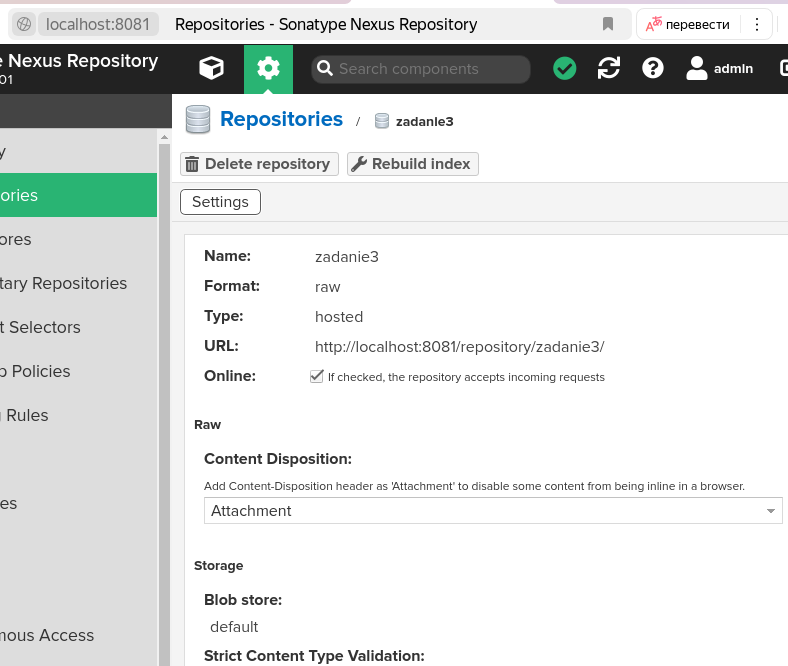 localhost:8081 Repositories - Sonatype Nexus Repository перевести
e Nexus Repository
01
Search components
admin
Repositories / zadanie3
Delete repository Rebuild index
Settings
y
ories
ores
tary Repositories
t Selectors
p Policies
g Rules
es
mous Access
Name: zadanie3
Format: raw
Type: hosted
URL: http://localhost:8081/repository/zadanie3/
Online: If checked, the repository accepts incoming requests
Raw
Content Disposition:
Add Content-Disposition header as 'Attachment' to disable some content from being inline in a browser.
Attachment
Storage
Blob store:
default
Strict Content Type Validation: